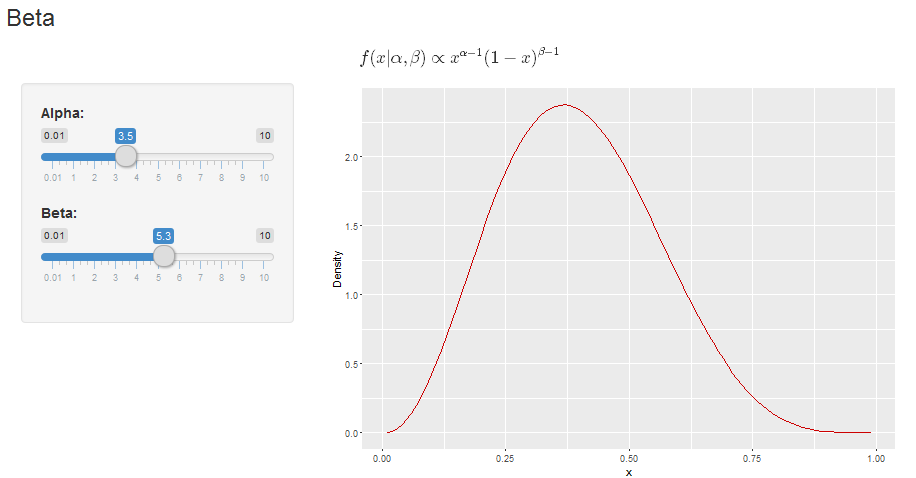 Beta
f(x|α, β) ∝ x^{α−1}(1 − x)^{β−1}
Alpha:
0.01 3.5 10
0.01 1 2 3 4 5 6 7 8 9 10
Beta:
0.01 5.3 10
0.01 1 2 3 4 5 6 7 8 9 10
Density
2.0
1.5
1.0
0.5
0.0
0.00 0.25 0.50 0.75 1.00
x